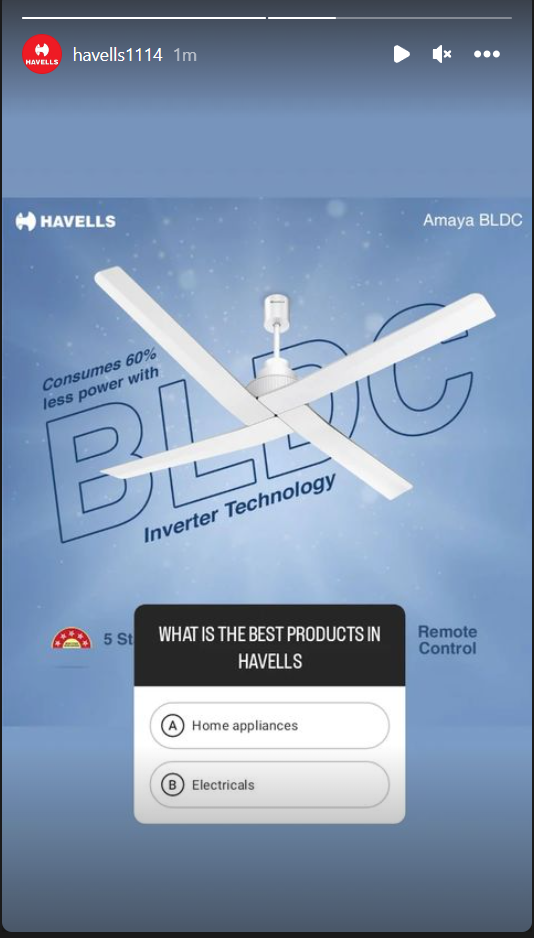 HAVELLS
havells1114 1m
HAVELLS
Amaya BLDC
Consumes 60%
less power with
BLDC
Inverter Technology
5 St
Remote
Control
WHAT IS THE BEST PRODUCTS IN
HAVELLS
A Home appliances
B Electricals